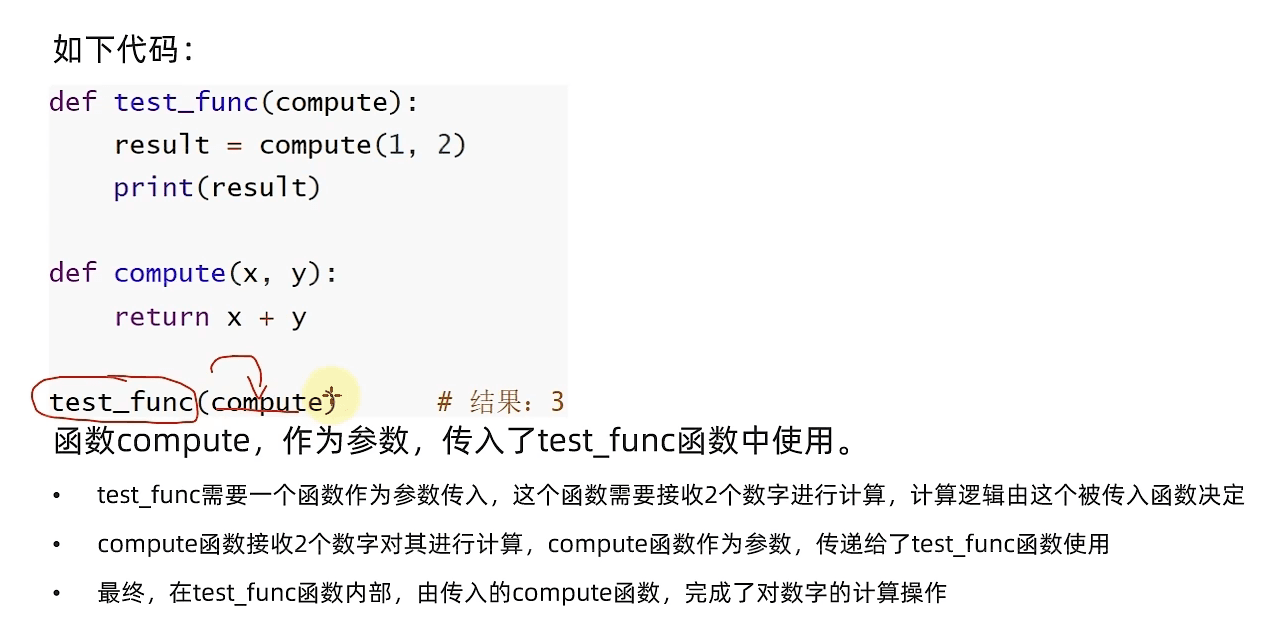 如下代码：
def test_func(compute):
    result = compute(1, 2)
    print(result)
def compute(x, y):
    return x + y
test_func(compute)      # 结果：3
函数compute，作为参数，传入了test_func函数中使用。
• test_func需要一个函数作为参数传入，这个函数需要接收2个数字进行计算，计算逻辑由这个被传入函数决定
• compute函数接收2个数字对其进行计算，compute函数作为参数，传递给了test_func函数使用
• 最终，在test_func函数内部，由传入的compute函数，完成了对数字的计算操作